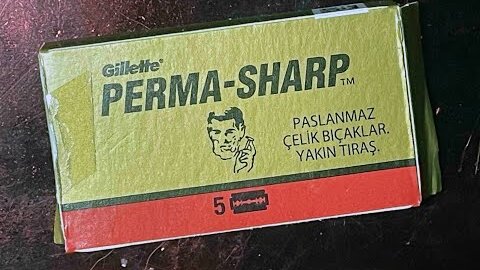 Gillette®
PERMA-SHARP™
PASLANMAZ
ÇELİK BIÇAKLAR.
YAKIN TIRAŞ.
5